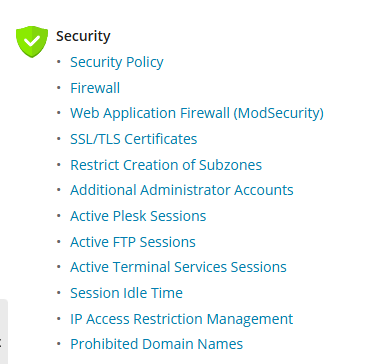 Security
Security Policy
Firewall
Web Application Firewall (ModSecurity)
SSL/TLS Certificates
Restrict Creation of Subzones
Additional Administrator Accounts
Active Plesk Sessions
Active FTP Sessions
Active Terminal Services Sessions
Session Idle Time
IP Access Restriction Management
Prohibited Domain Names